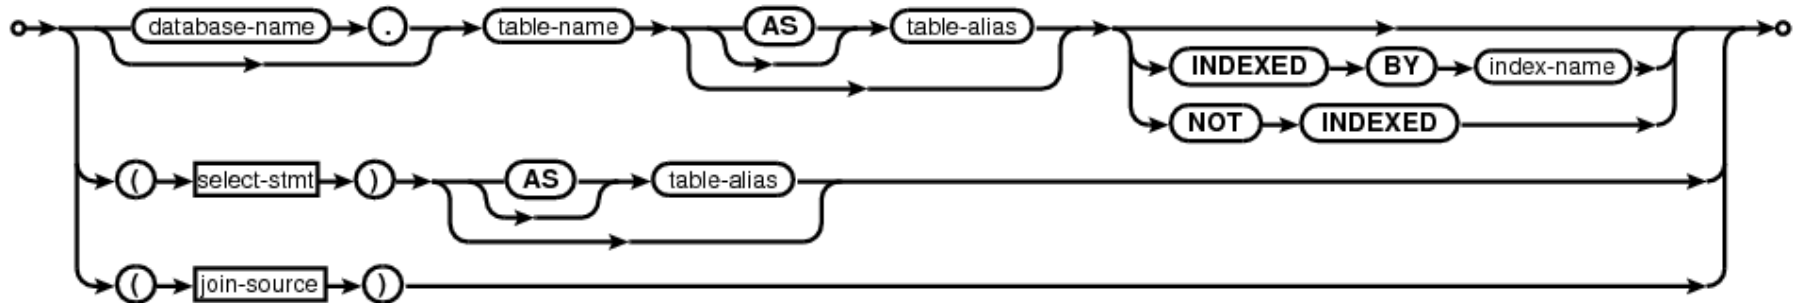 database-name . table-name AS table-alias
INDEXED BY index-name
NOT INDEXED
( select-stmt ) AS table-alias
( join-source )